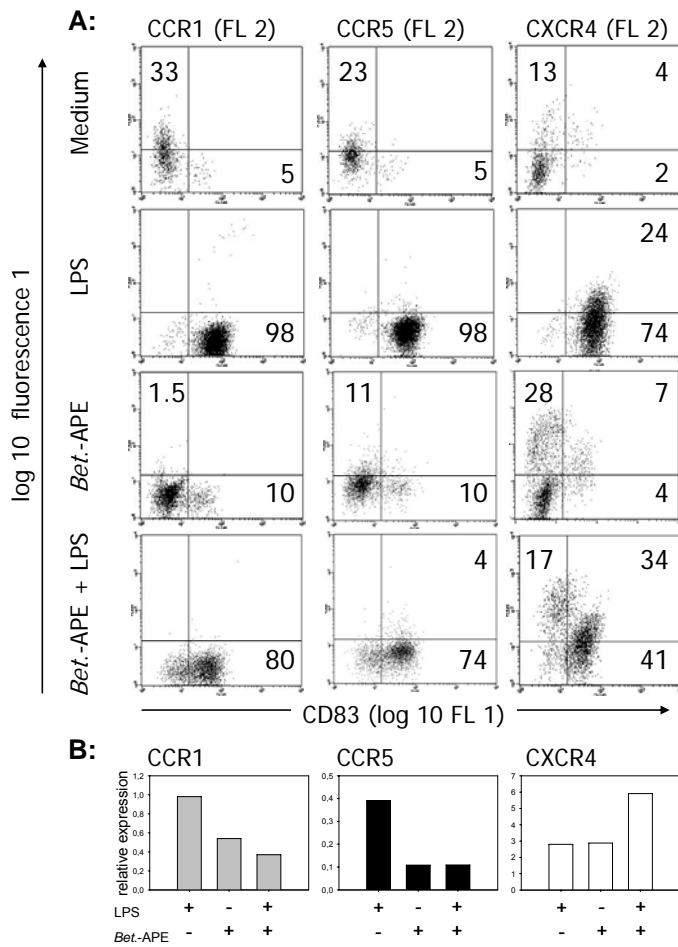 A:
CCR1 (FL 2) CCR5 (FL 2) CXCR4 (FL 2)
log 10 fluorescence 1
Medium
33 23 13 4
5 5 2
LPS
24
98 98 74
Bet.-APE
1.5 11 28 7
10 10 4
Bet.-APE + LPS
4 17 34
80 74 41
CD83 (log 10 FL 1)
B:
CCR1 CCR5 CXCR4
relative expression
1,2 0,5 6
1,0 0,4 5
0,8 0,3 4
0,6 0,2 3
0,4 0,1 2
0,2 0,0 1
0,0 0
LPS + - + + - + + - +
Bet.-APE - + + - + + - + +